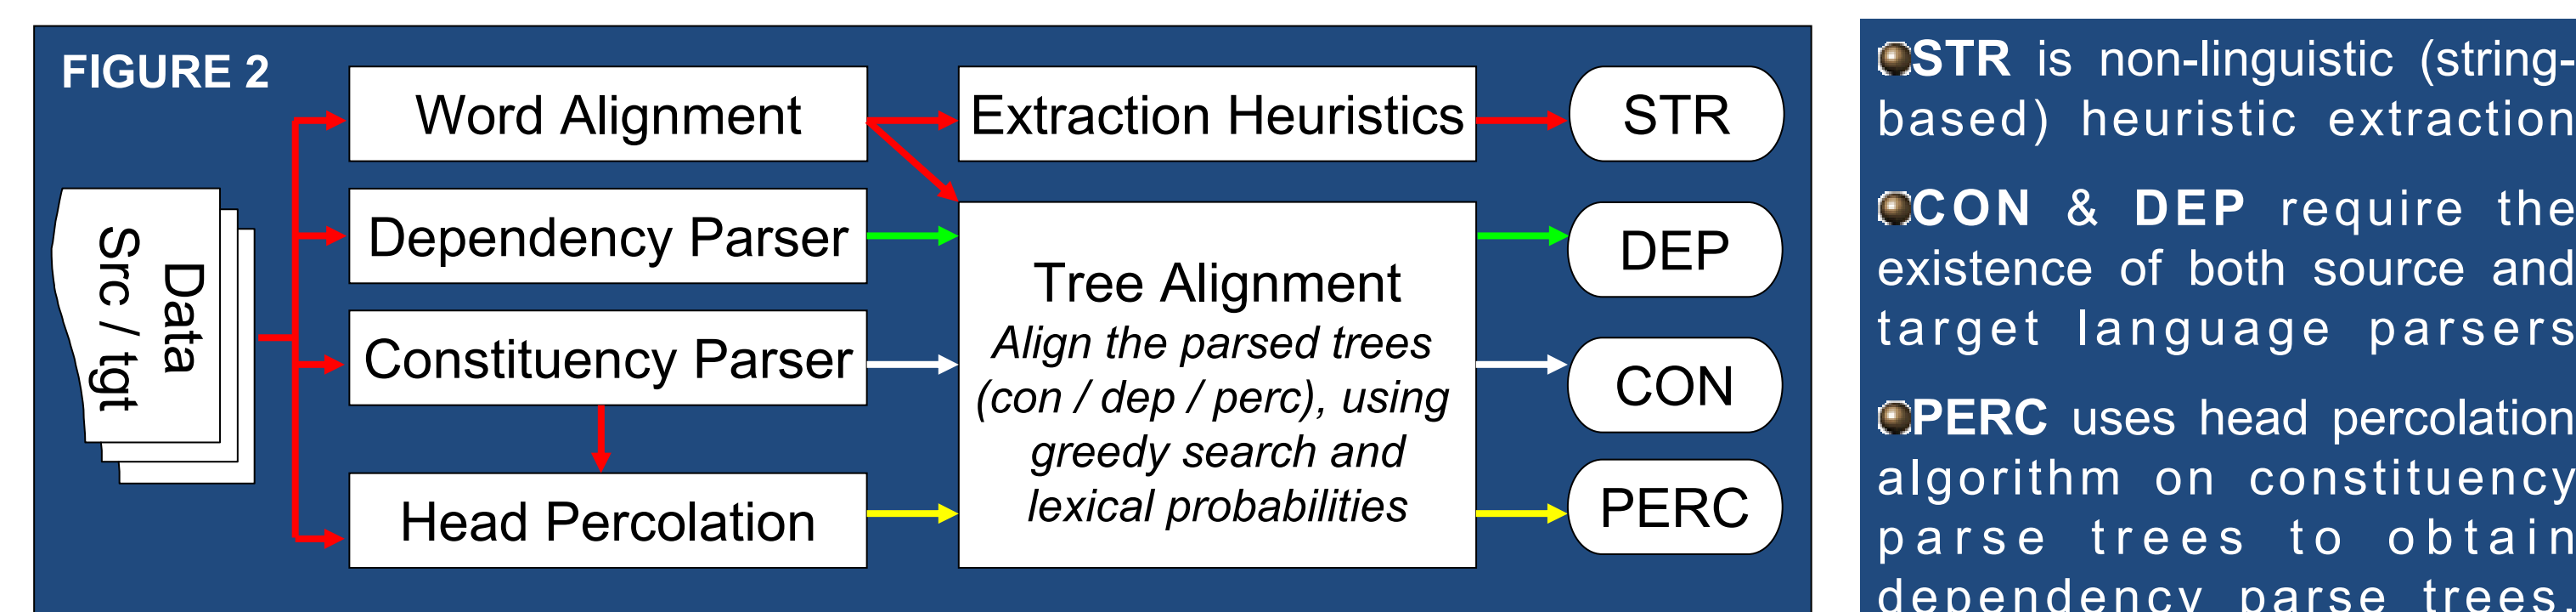 FIGURE 2
Data
Src / tgt
Word Alignment
Dependency Parser
Constituency Parser
Head Percolation
Extraction Heuristics
Tree Alignment
Align the parsed trees
(con / dep / perc), using
greedy search and
lexical probabilities
STR
DEP
CON
PERC
STR is non-linguistic (string-
based) heuristic extraction
CON & DEP require the
existence of both source and
target language parsers
PERC uses head percolation
algorithm on constituency
parse trees to obtain
dependency parse trees.